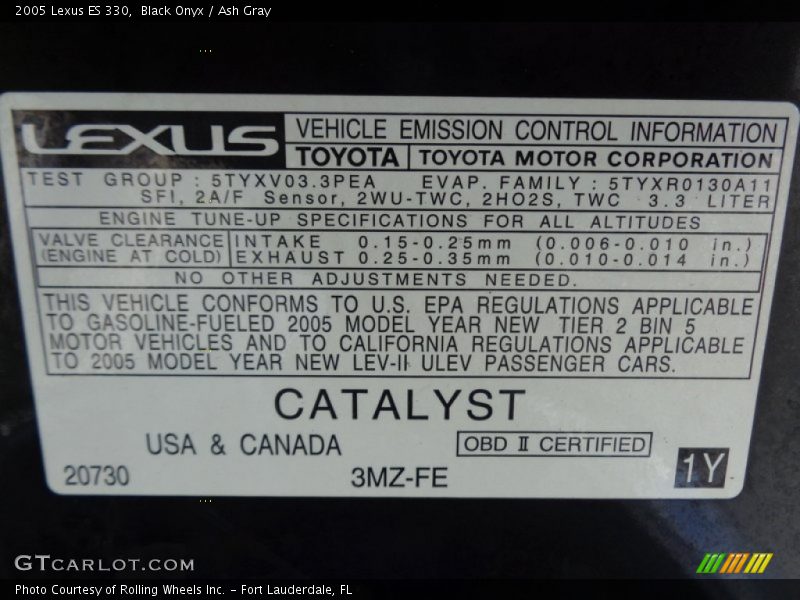 2005 Lexus ES 330, Black Onyx / Ash Gray
LEXUS
VEHICLE EMISSION CONTROL INFORMATION
TOYOTA TOYOTA MOTOR CORPORATION
TEST GROUP : 5TYXV03.3PEA EVAP. FAMILY : 5TYXR0130A11
SFI, 2A/F Sensor, 2WU-TWC, 2HO2S, TWC 3.3 LITER
ENGINE TUNE-UP SPECIFICATIONS FOR ALL ALTITUDES
VALVE CLEARANCE INTAKE 0.15-0.25mm (0.006-0.010 in.)
(ENGINE AT COLD) EXHAUST 0.25-0.35mm (0.010-0.014 in.)
NO OTHER ADJUSTMENTS NEEDED.
THIS VEHICLE CONFORMS TO U.S. EPA REGULATIONS APPLICABLE
TO GASOLINE-FUELED 2005 MODEL YEAR NEW TIER 2 BIN 5
MOTOR VEHICLES AND TO CALIFORNIA REGULATIONS APPLICABLE
TO 2005 MODEL YEAR NEW LEV-II ULEV PASSENGER CARS.
CATALYST
USA & CANADA OBD II CERTIFIED
20730 3MZ-FE 1Y
GTCARLOT.COM
Photo Courtesy of Rolling Wheels Inc. – Fort Lauderdale, FL